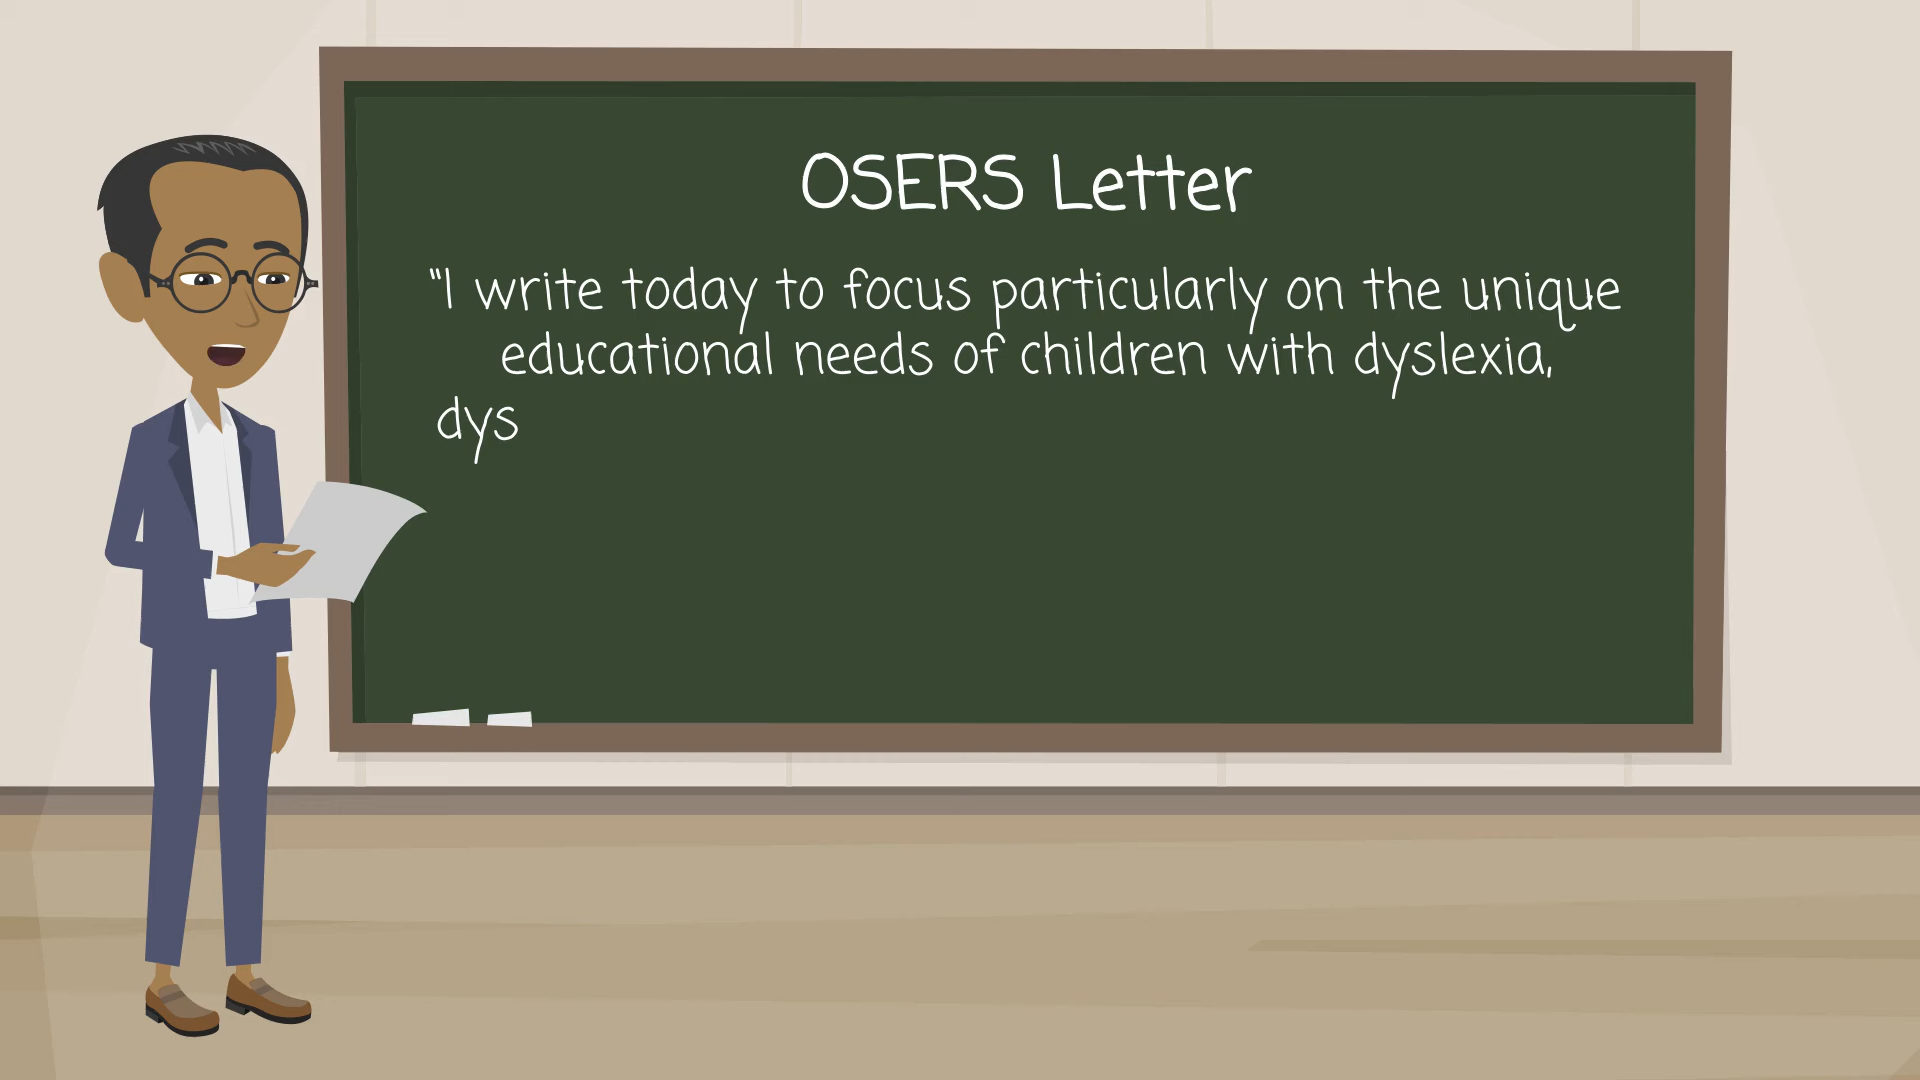 OSERS Letter
"I write today to focus particularly on the unique
educational needs of children with dyslexia,
dys